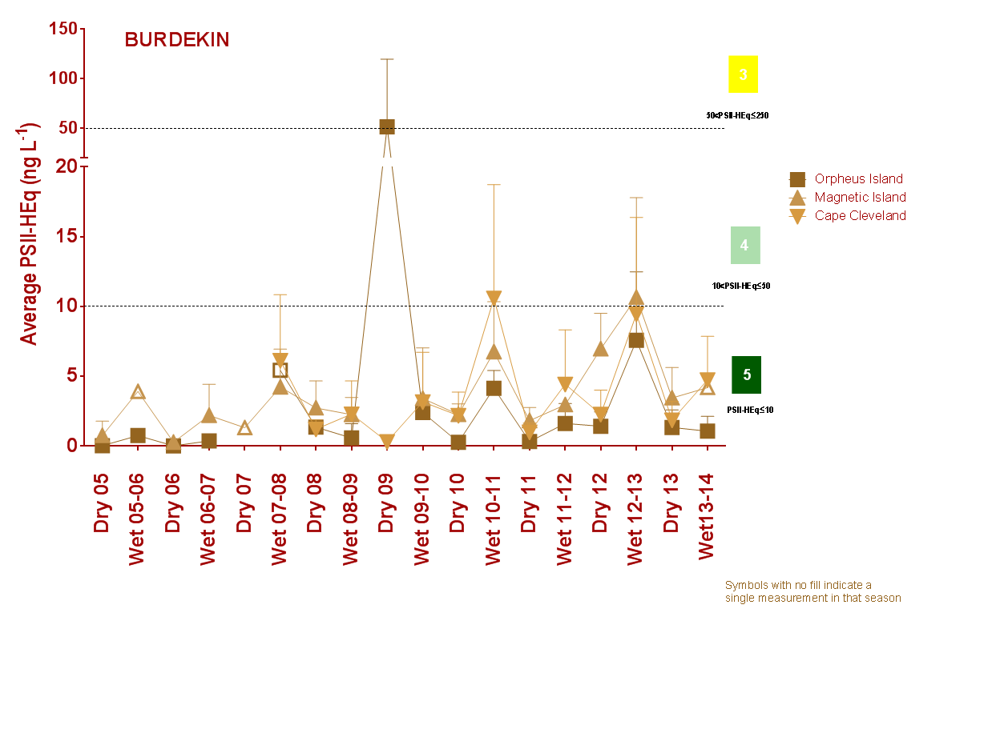 BURDEKIN
Average PSII-HEq (ng L-1)
150
100
50
20
15
10
5
0
Dry 05
Wet 05-06
Dry 06
Wet 06-07
Dry 07
Wet 07-08
Dry 08
Wet 08-09
Dry 09
Wet 09-10
Dry 10
Wet 10-11
Dry 11
Wet 11-12
Dry 12
Wet 12-13
Dry 13
Wet13-14
3
50<PSII-HEq≤250
Orpheus Island
Magnetic Island
Cape Cleveland
4
10<PSII-HEq≤50
5
PSII-HEq≤10
Symbols with no fill indicate a
single measurement in that season